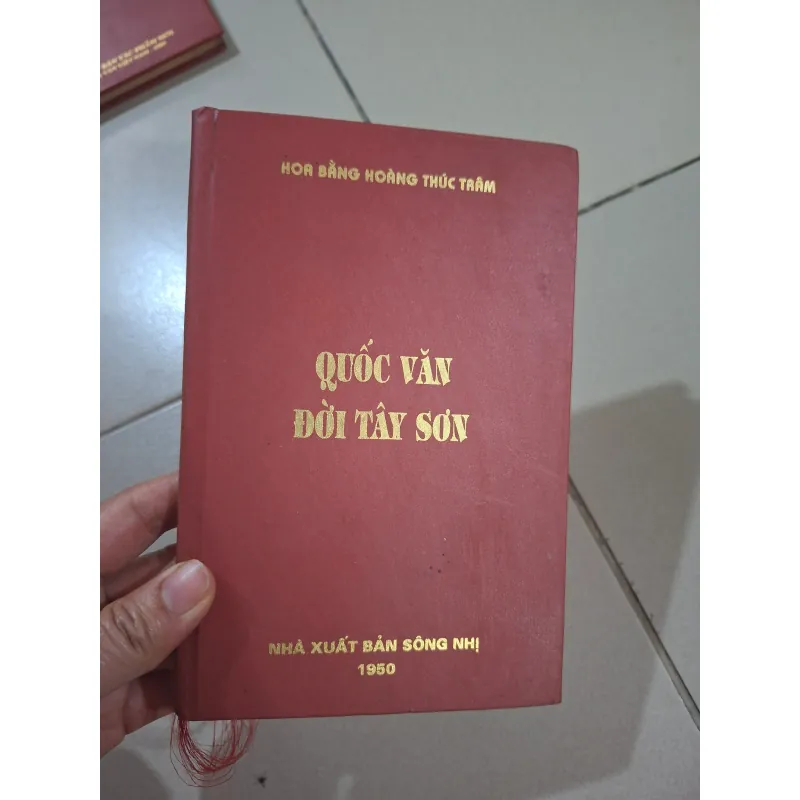 HOA BẰNG HOÀNG THÚC TRÂM
QUỐC VĂN
ĐỜI TÂY SƠN
NHÀ XUẤT BẢN SÔNG NHỊ
1950